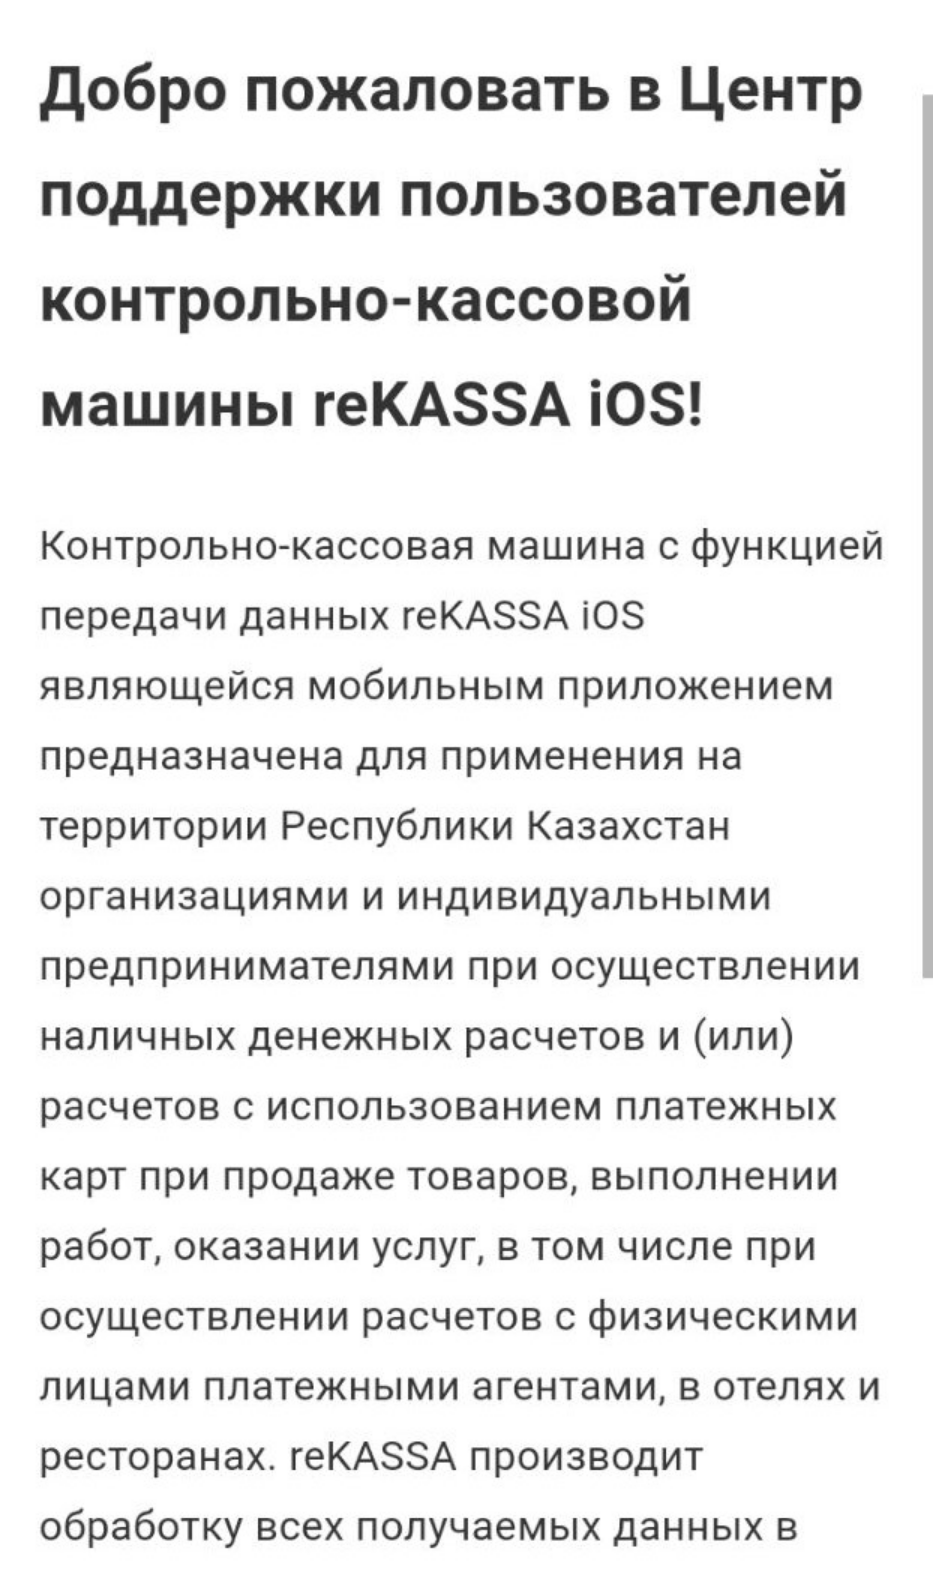 Добро пожаловать в Центр
поддержки пользователей
контрольно-кассовой
машины reKASSA iOS!
Контрольно-кассовая машина с функцией
передачи данных reKASSA iOS
являющейся мобильным приложением
предназначена для применения на
территории Республики Казахстан
организациями и индивидуальными
предпринимателями при осуществлении
наличных денежных расчетов и (или)
расчетов с использованием платежных
карт при продаже товаров, выполнении
работ, оказании услуг, в том числе при
осуществлении расчетов с физическими
лицами платежными агентами, в отелях и
ресторанах. reKASSA производит
обработку всех получаемых данных в